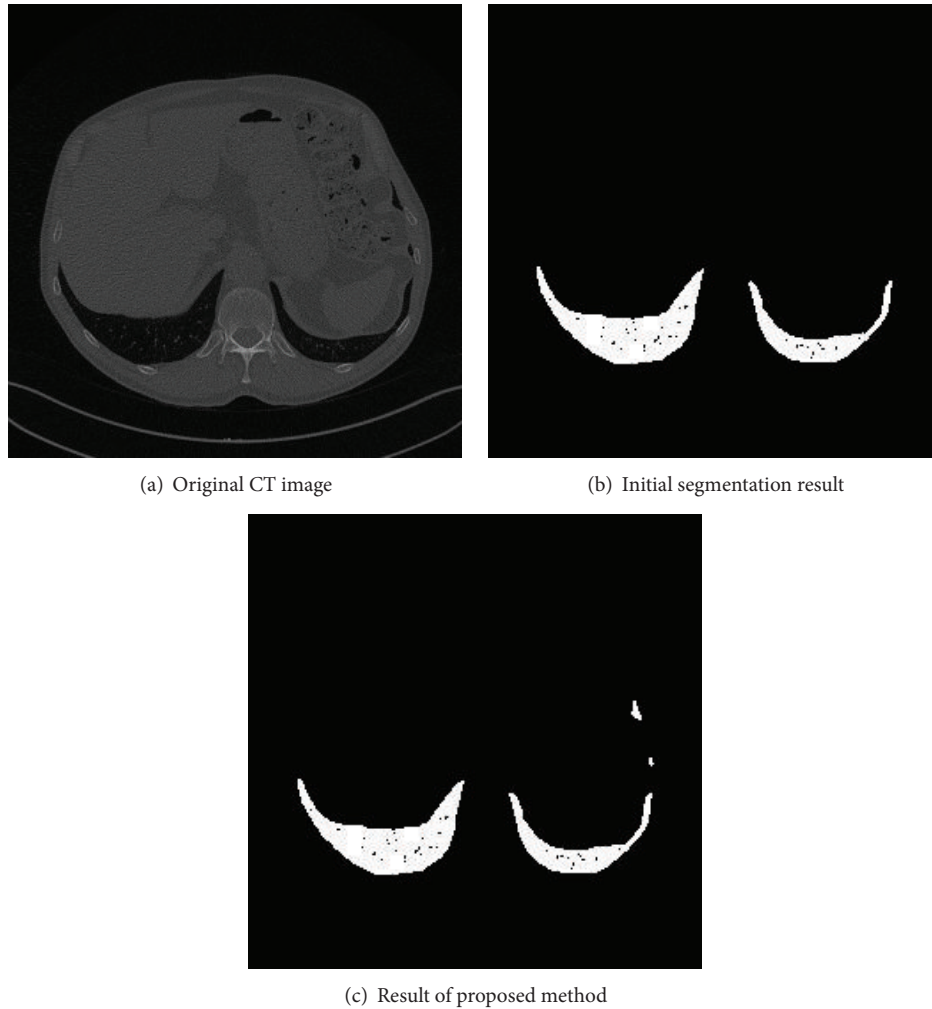 (a) Original CT image
(b) Initial segmentation result
(c) Result of proposed method